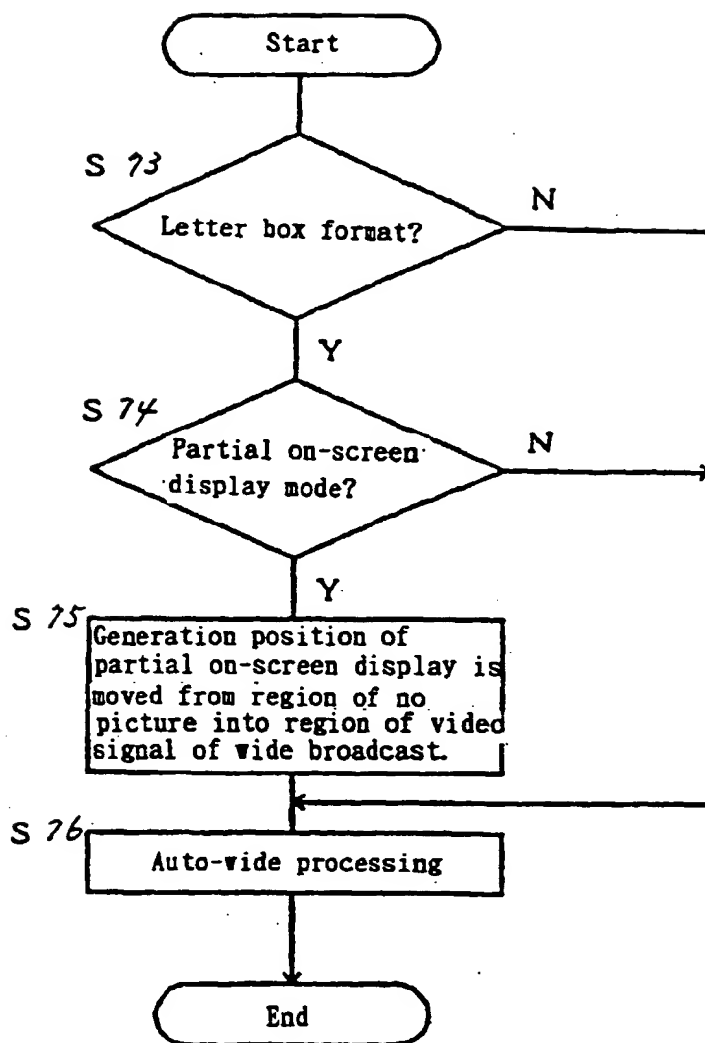 Start
S 73
Letter box format?
N
Y
S 74
Partial on-screen
display mode?
N
Y
S 75
Generation position of
partial on-screen display is
moved from region of no
picture into region of video
signal of wide broadcast.
S 76
Auto-wide processing
End